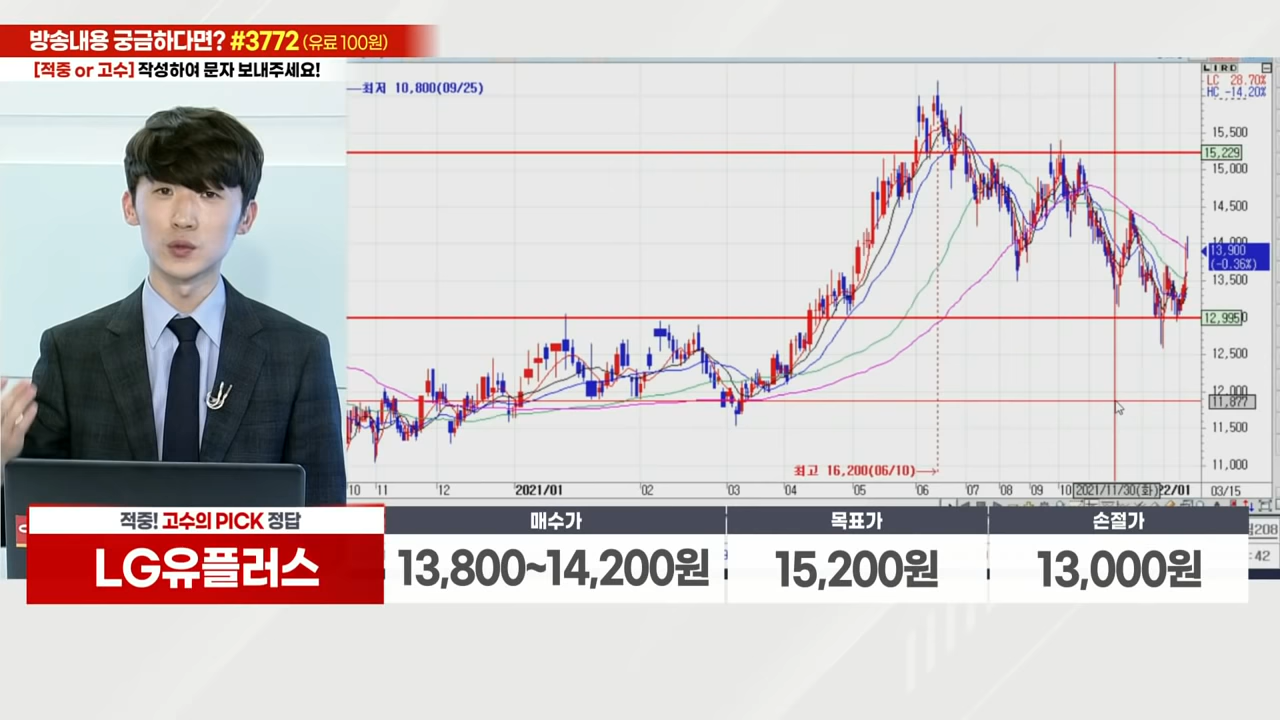 방송내용 궁금하다면? #3772 (유료 100원)
[적중 or 고수] 작성하여 문자 보내주세요!
최저 10,800(09/25)
LIRD
LC 28.70%
HC -14.20%
15,500
15,229
15,000
14,500
14,000
13,900
(-0.36%)
13,500
12,995
12,500
12,000
11,877
11,500
11,000
최고 16,200(06/10)
10 11 12 2021/01 02 03 04 05 06 07 08 09 10 2021/11/30(화) 22/01 03/15
적중! 고수의 PICK 정답
LG유플러스
매수가 목표가 손절가
13,800~14,200원 15,200원 13,000원